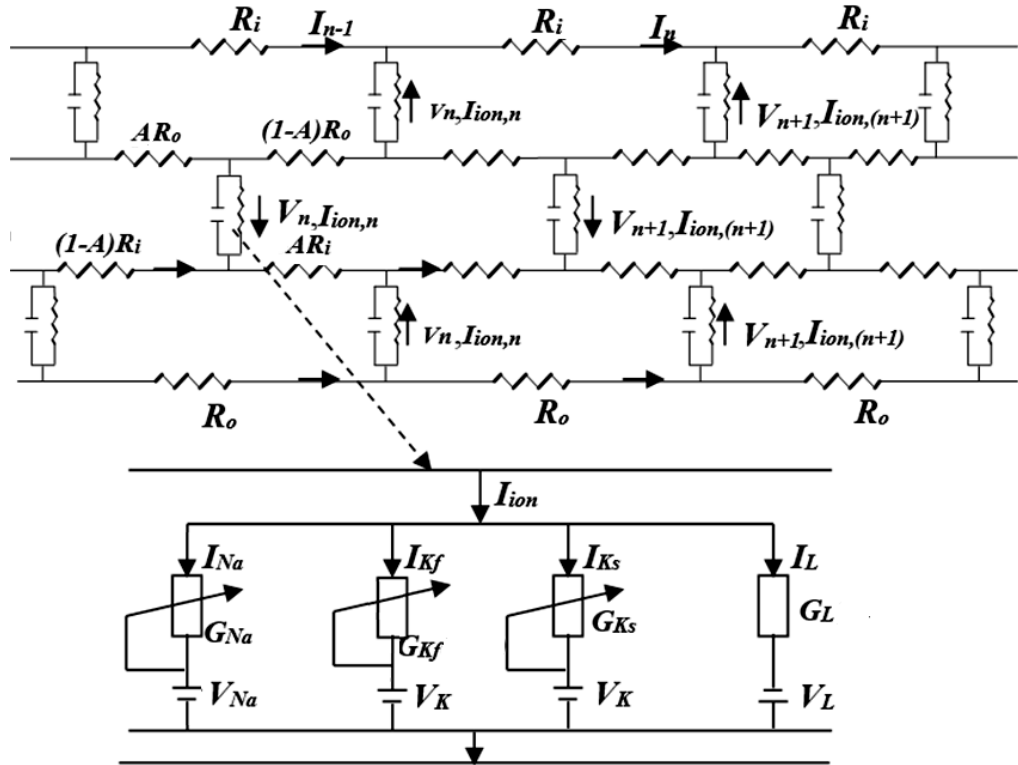 Ri In-1 Ri In Ri
Vn,Iion,n Vn+1,Iion,(n+1)
ARo (1-A)Ro
Vn,Iion,n Vn+1,Iion,(n+1)
(1-A)Ri ARi
Vn,Iion,n Vn+1,Iion,(n+1)
Ro Ro Ro
Iion
INa IKf IKs IL
GNa GKf GKs GL
VNa VK VK VL